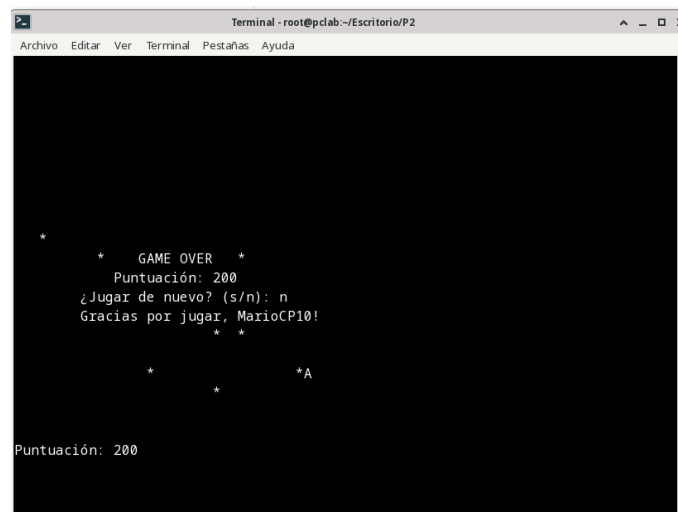 Terminal - root@pclab:~/Escritorio/P2
Archivo Editar Ver Terminal Pestañas Ayuda
*
* GAME OVER *
Puntuación: 200
¿Jugar de nuevo? (s/n): n
Gracias por jugar, MarioCP10!
* *
* *A
*
Puntuación: 200